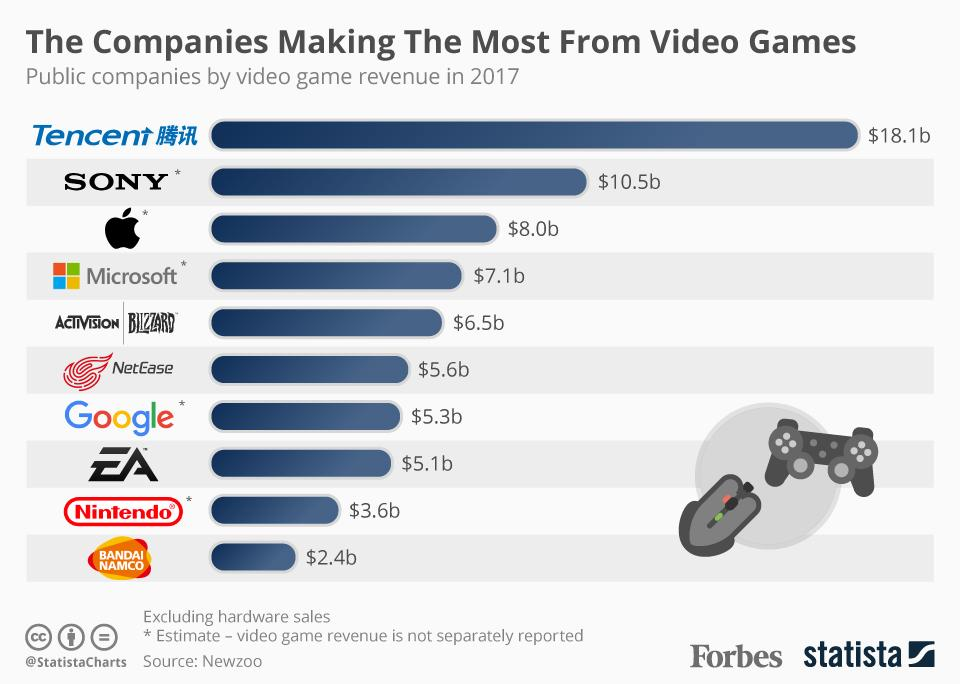 The Companies Making The Most From Video Games
Public companies by video game revenue in 2017
Tencent 腾讯 $18.1b
SONY* $10.5b
* $8.0b
Microsoft* $7.1b
ACTIVISION BLIZZARD $6.5b
NetEase $5.6b
Google* $5.3b
EA™ $5.1b
Nintendo®* $3.6b
BANDAI
NAMCO $2.4b
Excluding hardware sales
* Estimate – video game revenue is not separately reported
cc =
@StatistaCharts Source: Newzoo
Forbes statista